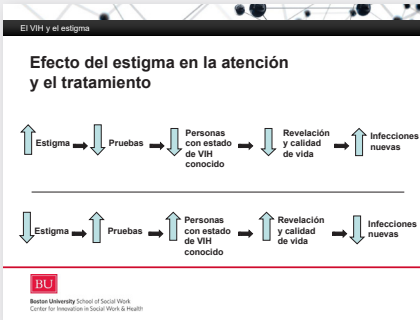 El VIH y el estigma
Efecto del estigma en la atención
y el tratamiento
Estigma
Pruebas
Personas
con estado
de VIH
conocido
Revelación
y calidad
de vida
Infecciones
nuevas
Estigma
Pruebas
Personas
con estado
de VIH
conocido
Revelación
y calidad
de vida
Infecciones
nuevas
BU
Boston University School of Social Work
Center for Innovation in Social Work & Health